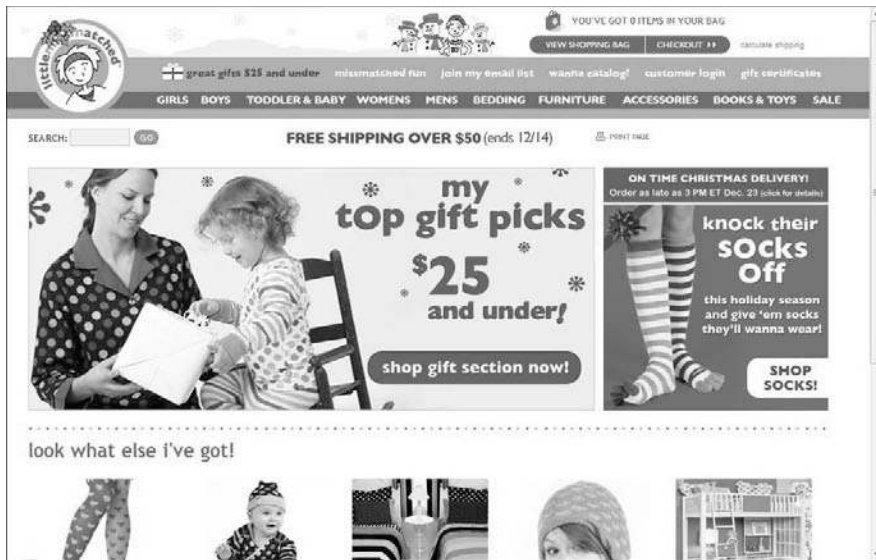 littlemissmatched
YOU'VE GOT 0 ITEMS IN YOUR BAG
VIEW SHOPPING BAG CHECKOUT calculate shipping
great gifts $25 and under missmatched fun join my email list wanna catalog? customer login gift certificates
GIRLS BOYS TODDLER & BABY WOMENS MENS BEDDING FURNITURE ACCESSORIES BOOKS & TOYS SALE
SEARCH: GO FREE SHIPPING OVER $50 (ends 12/14) PRINT PAGE
my
top gift picks
$25
and under!
shop gift section now!
ON TIME CHRISTMAS DELIVERY!
Order as late as 3 PM ET Dec. 23 (click for details)
knock their
socks
off
this holiday season
and give 'em socks
they'll wanna wear!
SHOP
SOCKS!
look what else i've got!